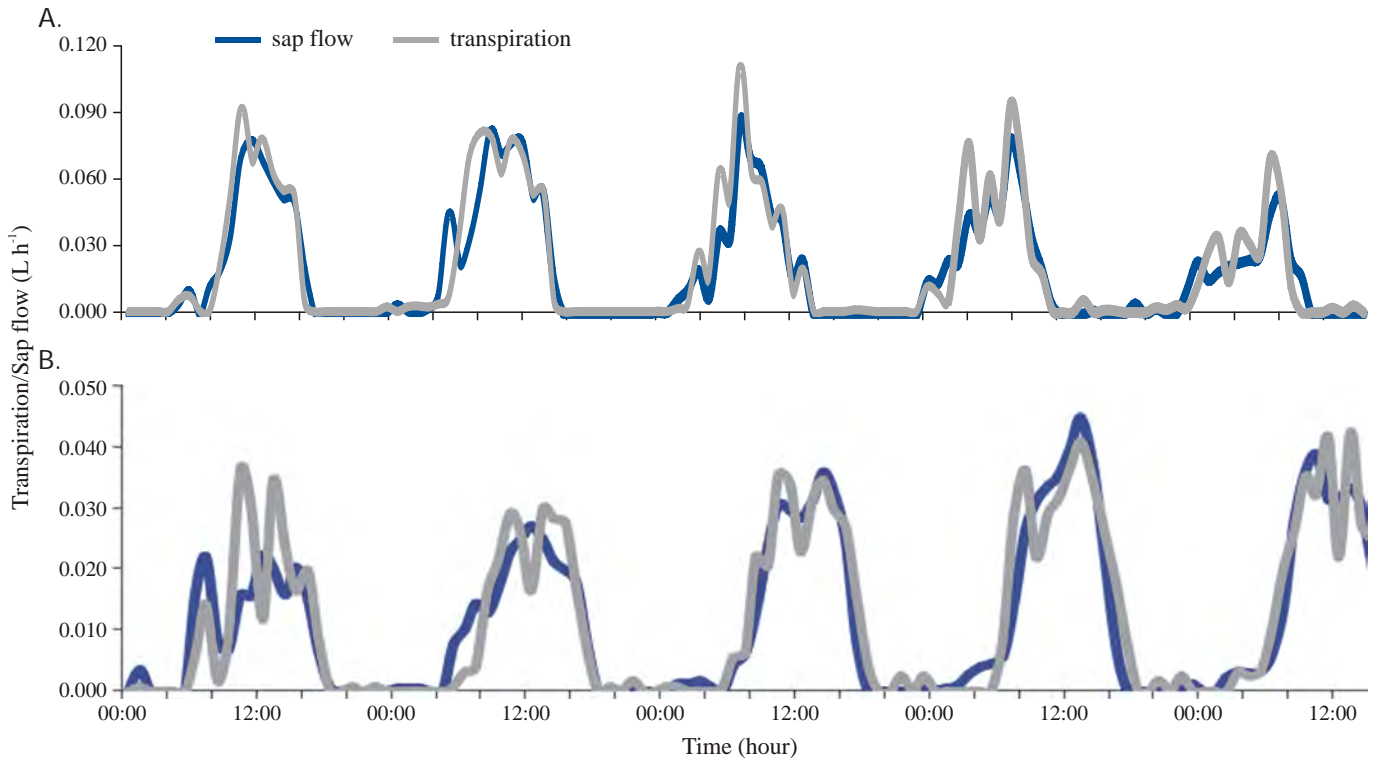 A.
sap flow transpiration
0.120
0.090
0.060
0.030
0.000
Transpiration/Sap flow (L h-1)
B.
0.050
0.040
0.030
0.020
0.010
0.000
00:00 12:00 00:00 12:00 00:00 12:00 00:00 12:00 00:00 12:00
Time (hour)